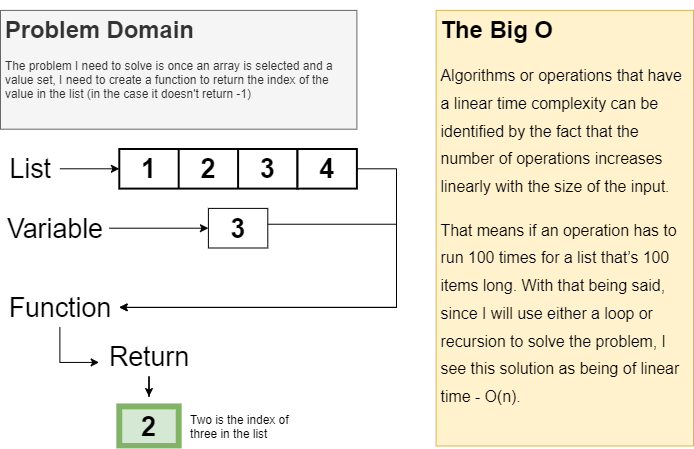 Problem Domain
The problem I need to solve is once an array is selected and a
value set, I need to create a function to return the index of the
value in the list (in the case it doesn't return -1)
List
1 2 3 4
Variable
3
Function
Return
2
Two is the index of
three in the list
The Big O
Algorithms or operations that have
a linear time complexity can be
identified by the fact that the
number of operations increases
linearly with the size of the input.
That means if an operation has to
run 100 times for a list that’s 100
items long. With that being said,
since I will use either a loop or
recursion to solve the problem, I
see this solution as being of linear
time - O(n).